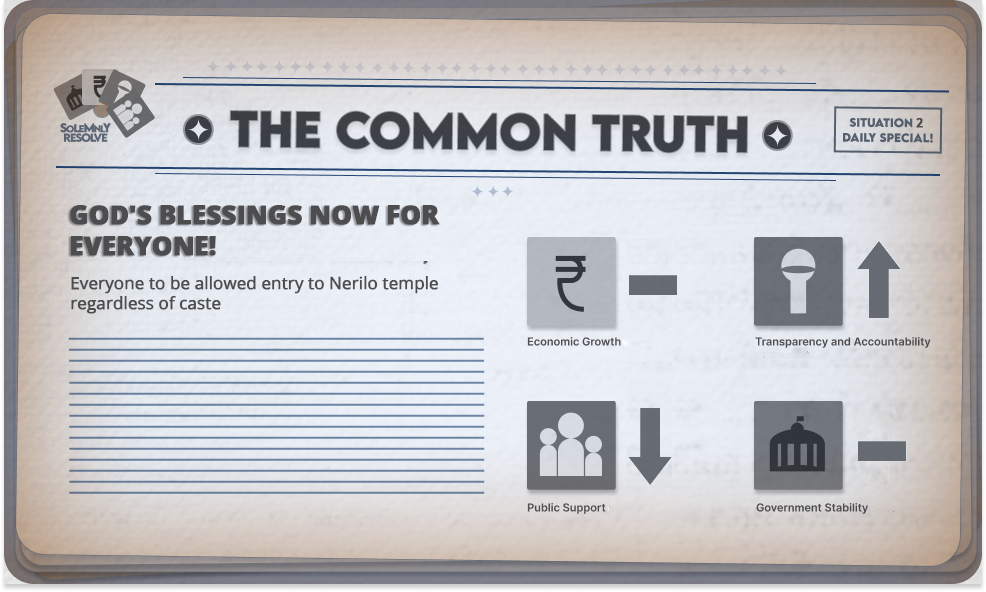 SOLEMNLY
RESOLVE
THE COMMON TRUTH
SITUATION 2
DAILY SPECIAL!
GOD'S BLESSINGS NOW FOR
EVERYONE!
Everyone to be allowed entry to Nerilo temple
regardless of caste
₹
Economic Growth
Transparency and Accountability
Public Support
Government Stability